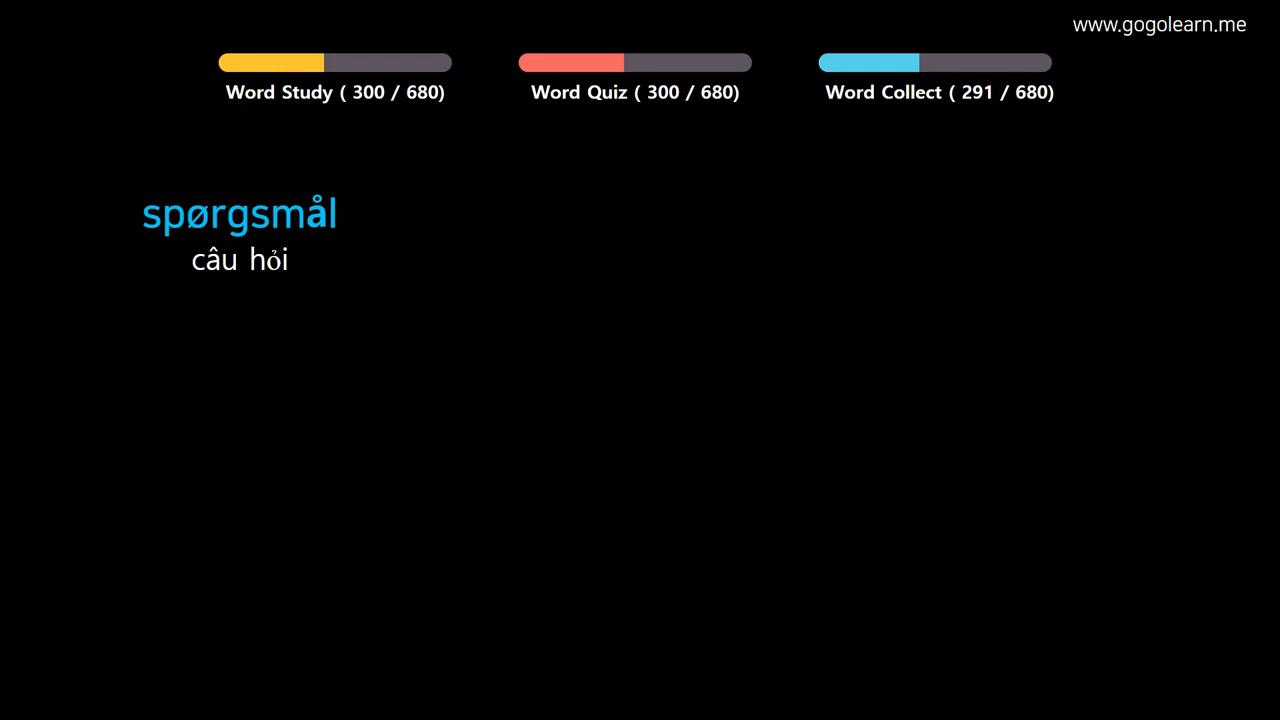 www.gogolearn.me
Word Study ( 300 / 680)
Word Quiz ( 300 / 680)
Word Collect ( 291 / 680)
spørgsmål
câu hỏi